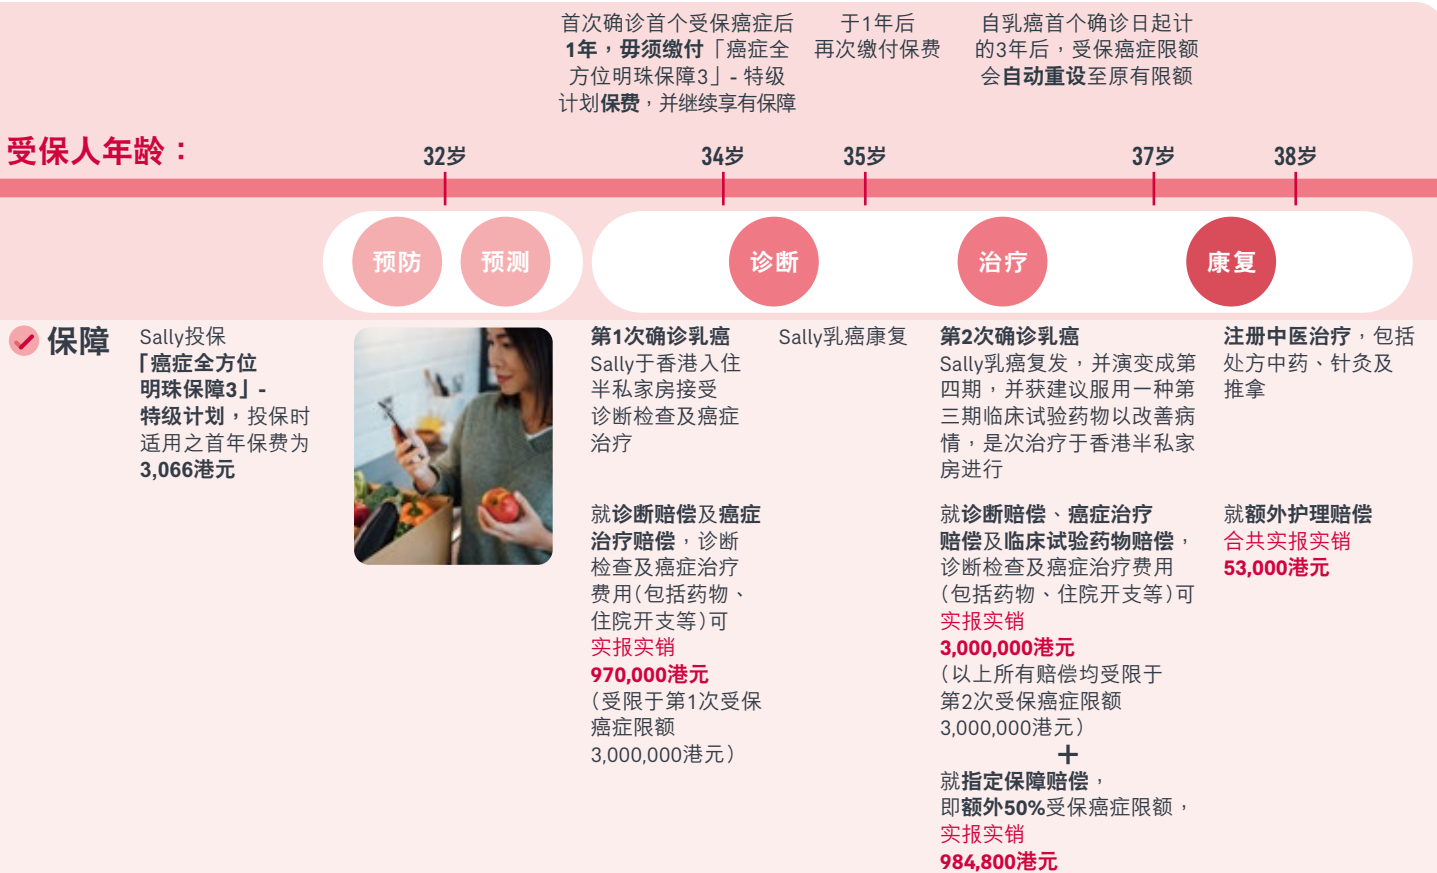 首次确诊首个受保癌症后
1年，毋须缴付「癌症全
方位明珠保障3」- 特级
计划保费，并继续享有保障
于1年后
再次缴付保费
自乳癌首个确诊日起计
的3年后，受保癌症限额
会自动重设至原有限额
受保人年龄：
32岁
34岁
35岁
37岁
38岁
预防
预测
诊断
治疗
康复
保障
Sally投保
「癌症全方位
明珠保障3」-
特级计划，投保时
适用之首年保费为
3,066港元
第1次确诊乳癌
Sally于香港入住
半私家房接受
诊断检查及癌症
治疗
就诊断赔偿及癌症
治疗赔偿，诊断
检查及癌症治疗
费用（包括药物、
住院开支等）可
实报实销
970,000港元
（受限于第1次受保
癌症限额
3,000,000港元）
Sally乳癌康复
第2次确诊乳癌
Sally乳癌复发，并演变成第
四期，并获建议服用一种第
三期临床试验药物以改善病
情，是次治疗于香港半私家
房进行
就诊断赔偿、癌症治疗
赔偿及临床试验药物赔偿，
诊断检查及癌症治疗费用
（包括药物、住院开支等）可
实报实销
3,000,000港元
（以上所有赔偿均受限于
第2次受保癌症限额
3,000,000港元）
+
就指定保障赔偿，
即额外50%受保癌症限额，
实报实销
984,800港元
注册中医治疗，包括
处方中药、针灸及
推拿
就额外护理赔偿
合共实报实销
53,000港元